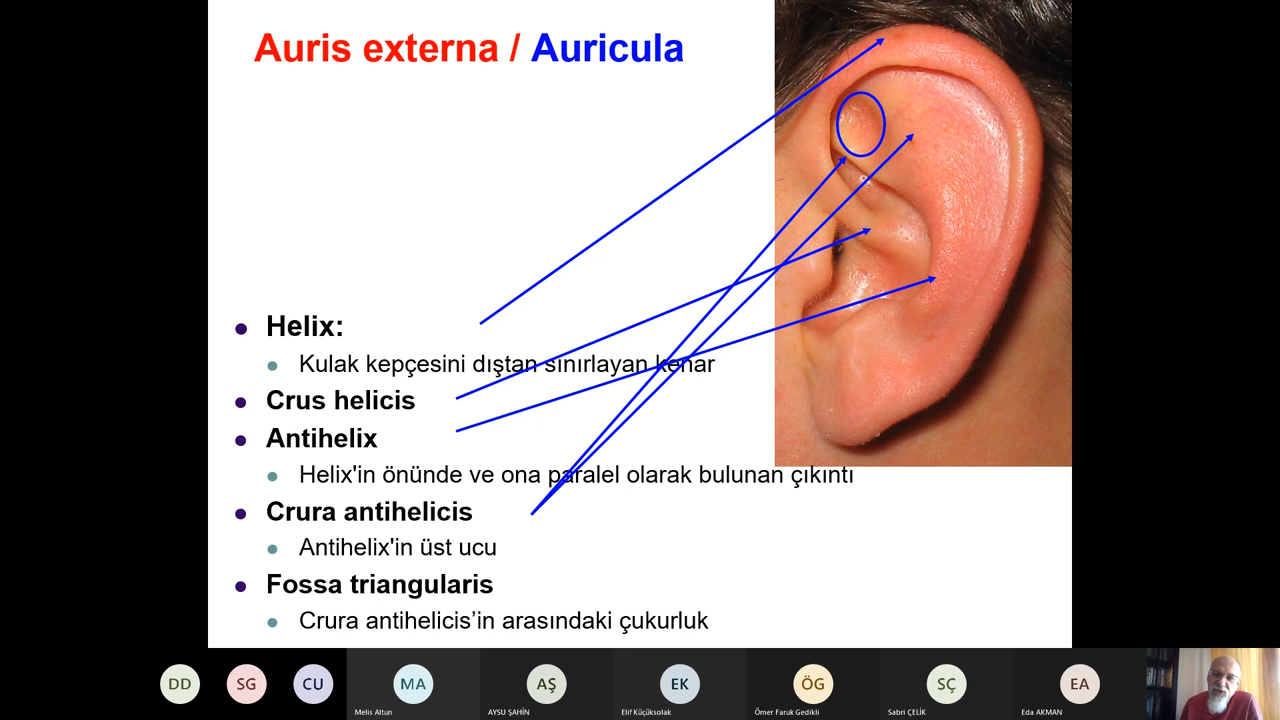 Auris externa / Auricula
Helix:
Kulak kepçesini dıştan sınırlayan kenar
Crus helicis
Antihelix
Helix'in önünde ve ona paralel olarak bulunan çıkıntı
Crura antihelicis
Antihelix'in üst ucu
Fossa triangularis
Crura antihelicis’in arasındaki çukurluk
DD
SG
CU
MA
AŞ
EK
ÖG
SÇ
EA
Melis Altun
AYSU ŞAHİN
Elif Küçüksolak
Ömer Faruk Gedikli
Sabri ÇELİK
Eda AKMAN